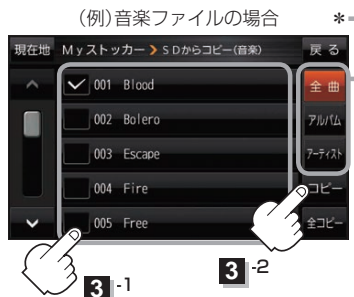 (例)音楽ファイルの場合 *
現在地 Myストッカー > SDからコピー(音楽) 戻る
001 Blood 全曲
002 Bolero アルバム
003 Escape アーティスト
004 Fire コピー
005 Free 全コピー
3-1 3-2